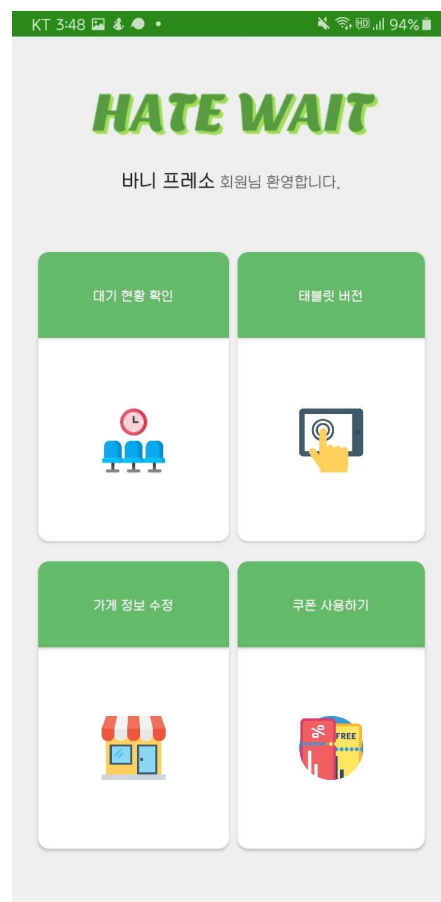 KT 3:48 HD 94%
HATE WAIT
바니 프레소 회원님 환영합니다.
대기 현황 확인
태블릿 버전
가게 정보 수정
쿠폰 사용하기
% FREE